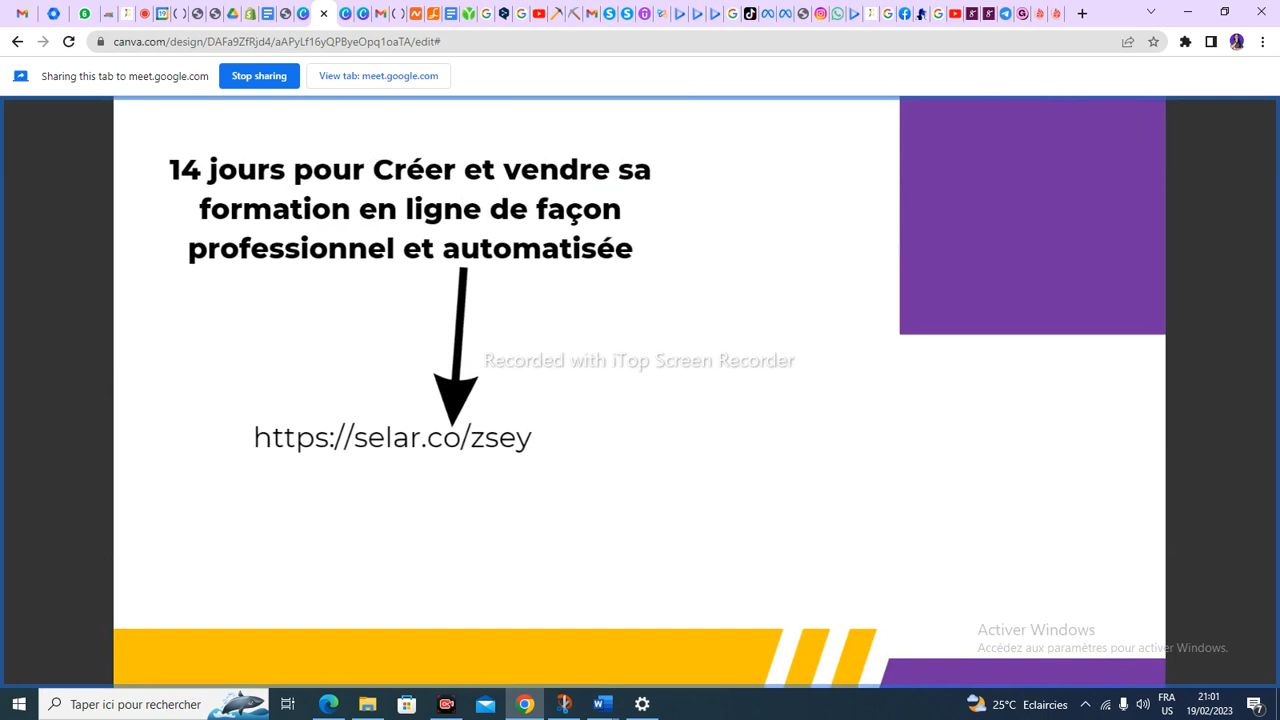 canva.com/design/DAFa9ZfRjd4/aAPyLf16yQPByeOpq1oaTA/edit#
Sharing this tab to meet.google.com
Stop sharing
View tab: meet.google.com
14 jours pour Créer et vendre sa
formation en ligne de façon
professionnel et automatisée
Recorded with iTop Screen Recorder
https://selar.co/zsey
Activer Windows
Accédez aux paramètres pour activer Windows.
Taper ici pour rechercher
25°C Eclaircies
FRA
US
21:01
19/02/2023